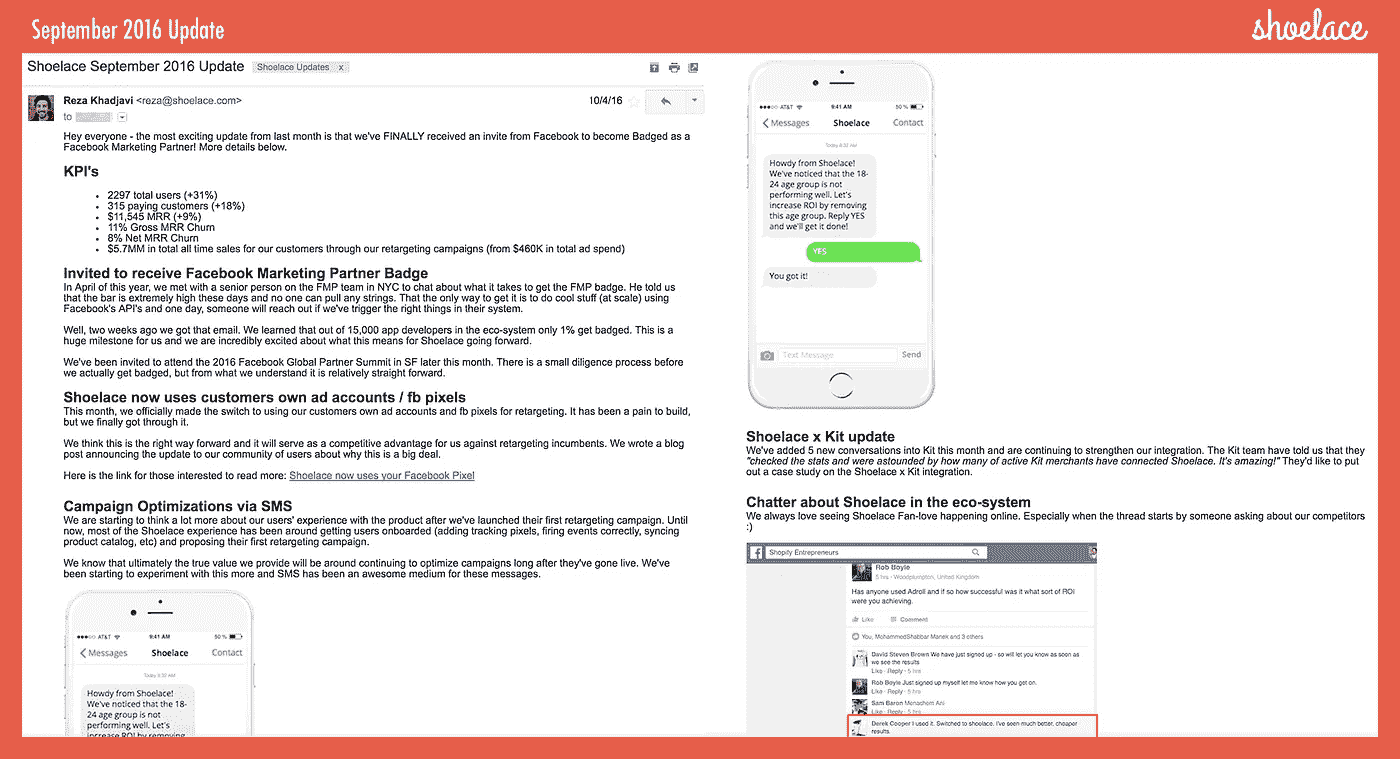 September 2016 Update
shoelace
Shoelace September 2016 Update
Shoelace Updates x
Reza Khadjavi <reza@shoelace.com>
10/4/16
to
Hey everyone - the most exciting update from last month is that we've FINALLY received an invite from Facebook to become Badged as a
Facebook Marketing Partner! More details below.
KPI's
2297 total users (+31%)
315 paying customers (+18%)
$11,545 MRR (+9%)
11% Gross MRR Churn
8% Net MRR Churn
$5.7MM in total all time sales for our customers through our retargeting campaigns (from $460K in total ad spend)
Invited to receive Facebook Marketing Partner Badge
In April of this year, we met with a senior person on the FMP team in NYC to chat about what it takes to get the FMP badge. He told us
that the bar is extremely high these days and no one can pull any strings. That the only way to get it is to do cool stuff (at scale) using
Facebook's API's and one day, someone will reach out if we've trigger the right things in their system.
Well, two weeks ago we got that email. We learned that out of 15,000 app developers in the eco-system only 1% get badged. This is a
huge milestone for us and we are incredibly excited about what this means for Shoelace going forward.
We've been invited to attend the 2016 Facebook Global Partner Summit in SF later this month. There is a small diligence process before
we actually get badged, but from what we understand it is relatively straight forward.
Shoelace now uses customers own ad accounts / fb pixels
This month, we officially made the switch to using our customers own ad accounts and fb pixels for retargeting. It has been a pain to build,
but we finally got through it.
We think this is the right way forward and it will serve as a competitive advantage for us against retargeting incumbents. We wrote a blog
post announcing the update to our community of users about why this is a big deal.
Here is the link for those interested to read more: Shoelace now uses your Facebook Pixel
Campaign Optimizations via SMS
We are starting to think a lot more about our users' experience with the product after we've launched their first retargeting campaign. Until
now, most of the Shoelace experience has been around getting users onboarded (adding tracking pixels, firing events correctly, syncing
product catalog, etc) and proposing their first retargeting campaign.
We know that ultimately the true value we provide will be around continuing to optimize campaigns long after they've gone live. We've
been starting to experiment with this more and SMS has been an awesome medium for these messages.
AT&T 9:41 AM 50 %
Messages Shoelace Contact
Today 8:32 AM
Howdy from Shoelace!
We've noticed that the 18-
24 age group is not
performing well. Let's
increase ROI by removing
AT&T 9:41 AM 50 %
Messages Shoelace Contact
Today 8:32 AM
Howdy from Shoelace!
We've noticed that the 18-
24 age group is not
performing well. Let's
increase ROI by removing
this age group. Reply YES
and we'll get it done!
YES
You got it!
Text Message Send
Shoelace x Kit update
We've added 5 new conversations into Kit this month and are continuing to strengthen our integration. The Kit team have told us that they
"checked the stats and were astounded by how many of active Kit merchants have connected Shoelace. It's amazing!" They'd like to put
out a case study on the Shoelace x Kit integration.
Chatter about Shoelace in the eco-system
We always love seeing Shoelace Fan-love happening online. Especially when the thread starts by someone asking about our competitors
:)
Shopify Entrepreneurs
Rob Boyle
5 hrs · Woodplumpton, United Kingdom
Has anyone used Adroll and if so how successful was it what sort of ROI
were you achieving.
Like Comment
You, MohammedShabbar Manek and 3 others
David Steven Brown We have just signed up - so will let you know as soon as
we see the results.
Like · Reply · 5 hrs
Rob Boyle Just signed up myself let me know how you get on.
Like · Reply · 5 hrs
Sam Baron Menachem Ani
Like · Reply · 5 hrs
Derek Cooper I used it. Switched to shoelace. I've seen much better, cheaper
results.